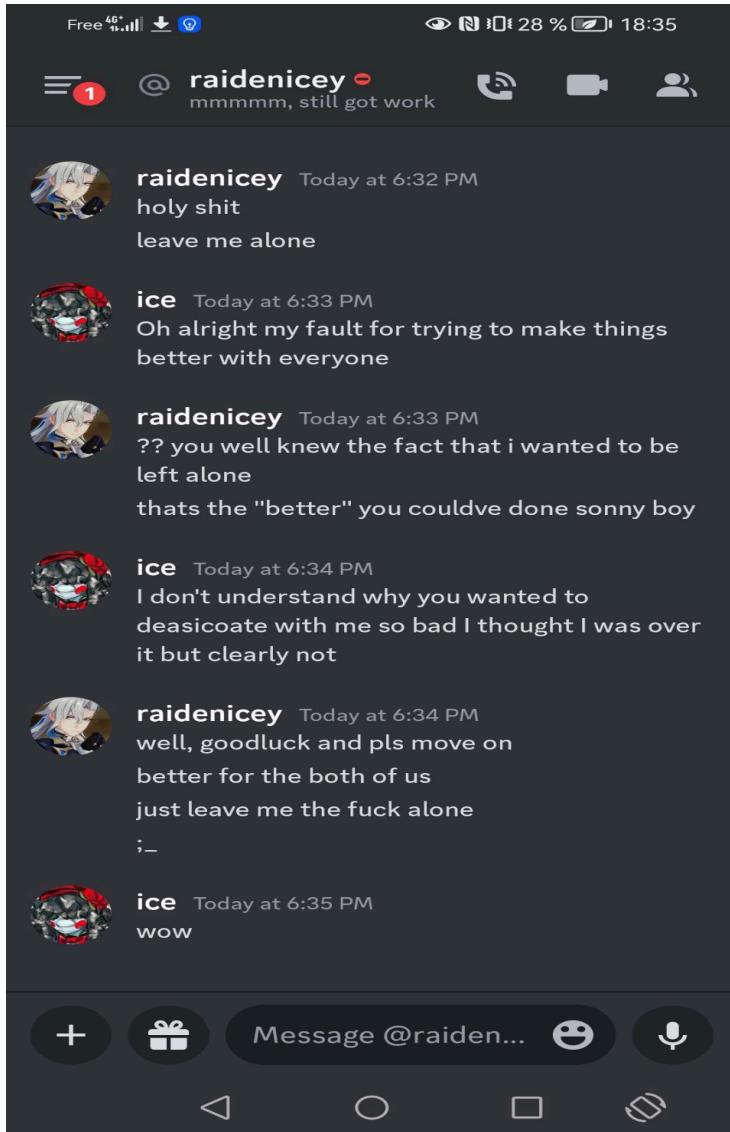 Free 4G+ 28 % 18:35
1 @ raidenicey
mmmmm, still got work
raidenicey Today at 6:32 PM
holy shit
leave me alone
ice Today at 6:33 PM
Oh alright my fault for trying to make things
better with everyone
raidenicey Today at 6:33 PM
?? you well knew the fact that i wanted to be
left alone
thats the "better" you couldve done sonny boy
ice Today at 6:34 PM
I don't understand why you wanted to
deasicoate with me so bad I thought I was over
it but clearly not
raidenicey Today at 6:34 PM
well, goodluck and pls move on
better for the both of us
just leave me the fuck alone
;_
ice Today at 6:35 PM
wow
Message @raiden...